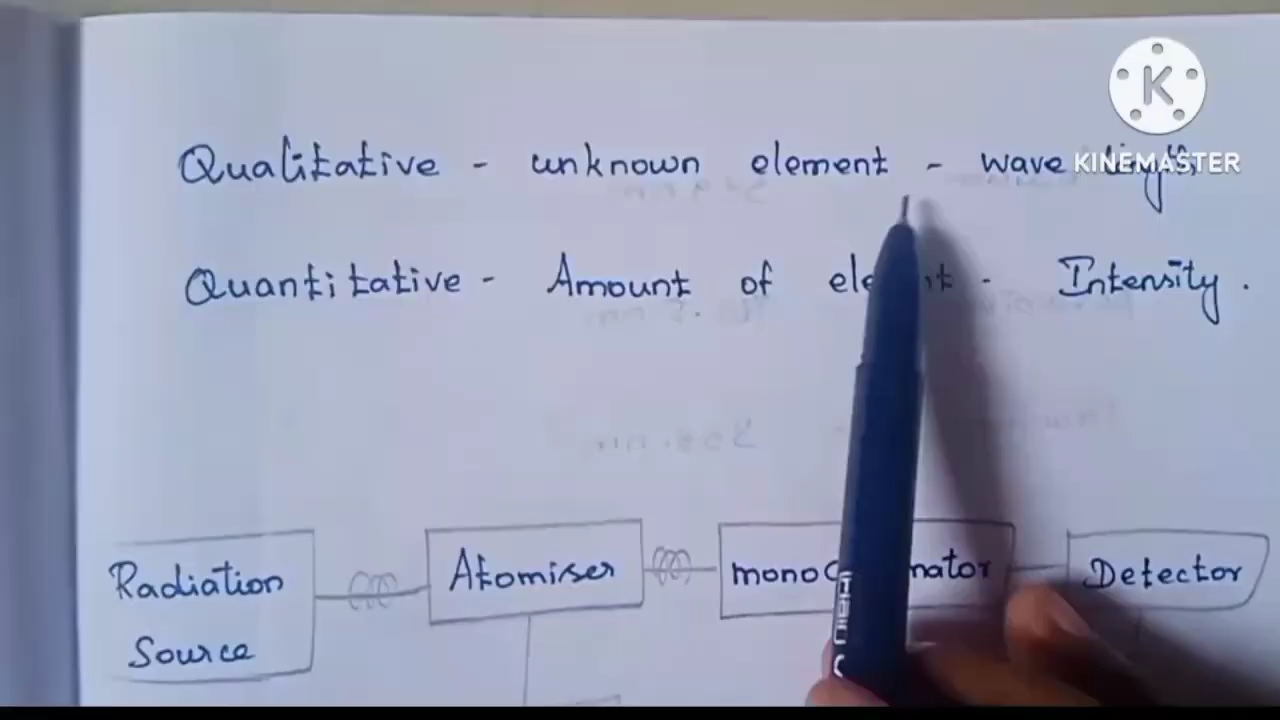 Qualitative - unknown element - wave
Quantitative - Amount of - Intensity.
Radiation
Source
Atomiser
Detector
K
KINEMASTER